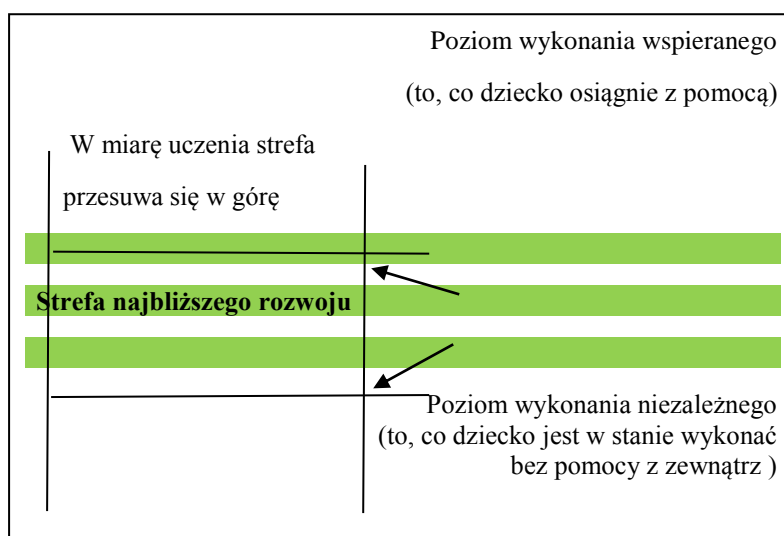 Poziom wykonania wspieranego
(to, co dziecko osiągnie z pomocą)
W miarę uczenia strefa
przesuwa się w górę
Strefa najbliższego rozwoju
Poziom wykonania niezależnego
(to, co dziecko jest w stanie wykonać
bez pomocy z zewnątrz )